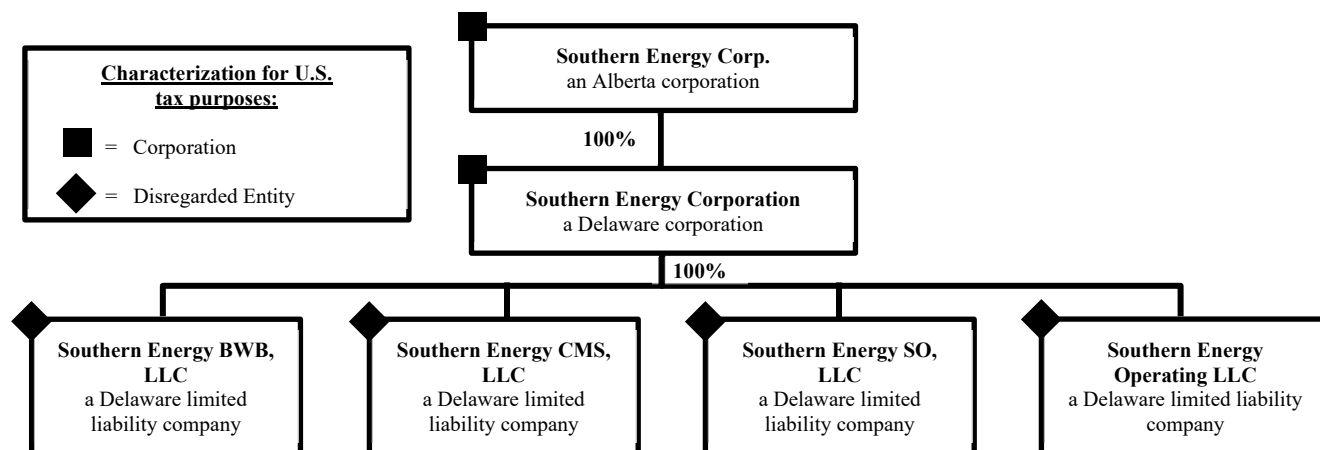 Characterization for U.S.
tax purposes:
= Corporation
= Disregarded Entity
Southern Energy Corp.
an Alberta corporation
100%
Southern Energy Corporation
a Delaware corporation
100%
Southern Energy BWB,
LLC
a Delaware limited
liability company
Southern Energy CMS,
LLC
a Delaware limited
liability company
Southern Energy SO,
LLC
a Delaware limited
liability company
Southern Energy
Operating LLC
a Delaware limited liability
company